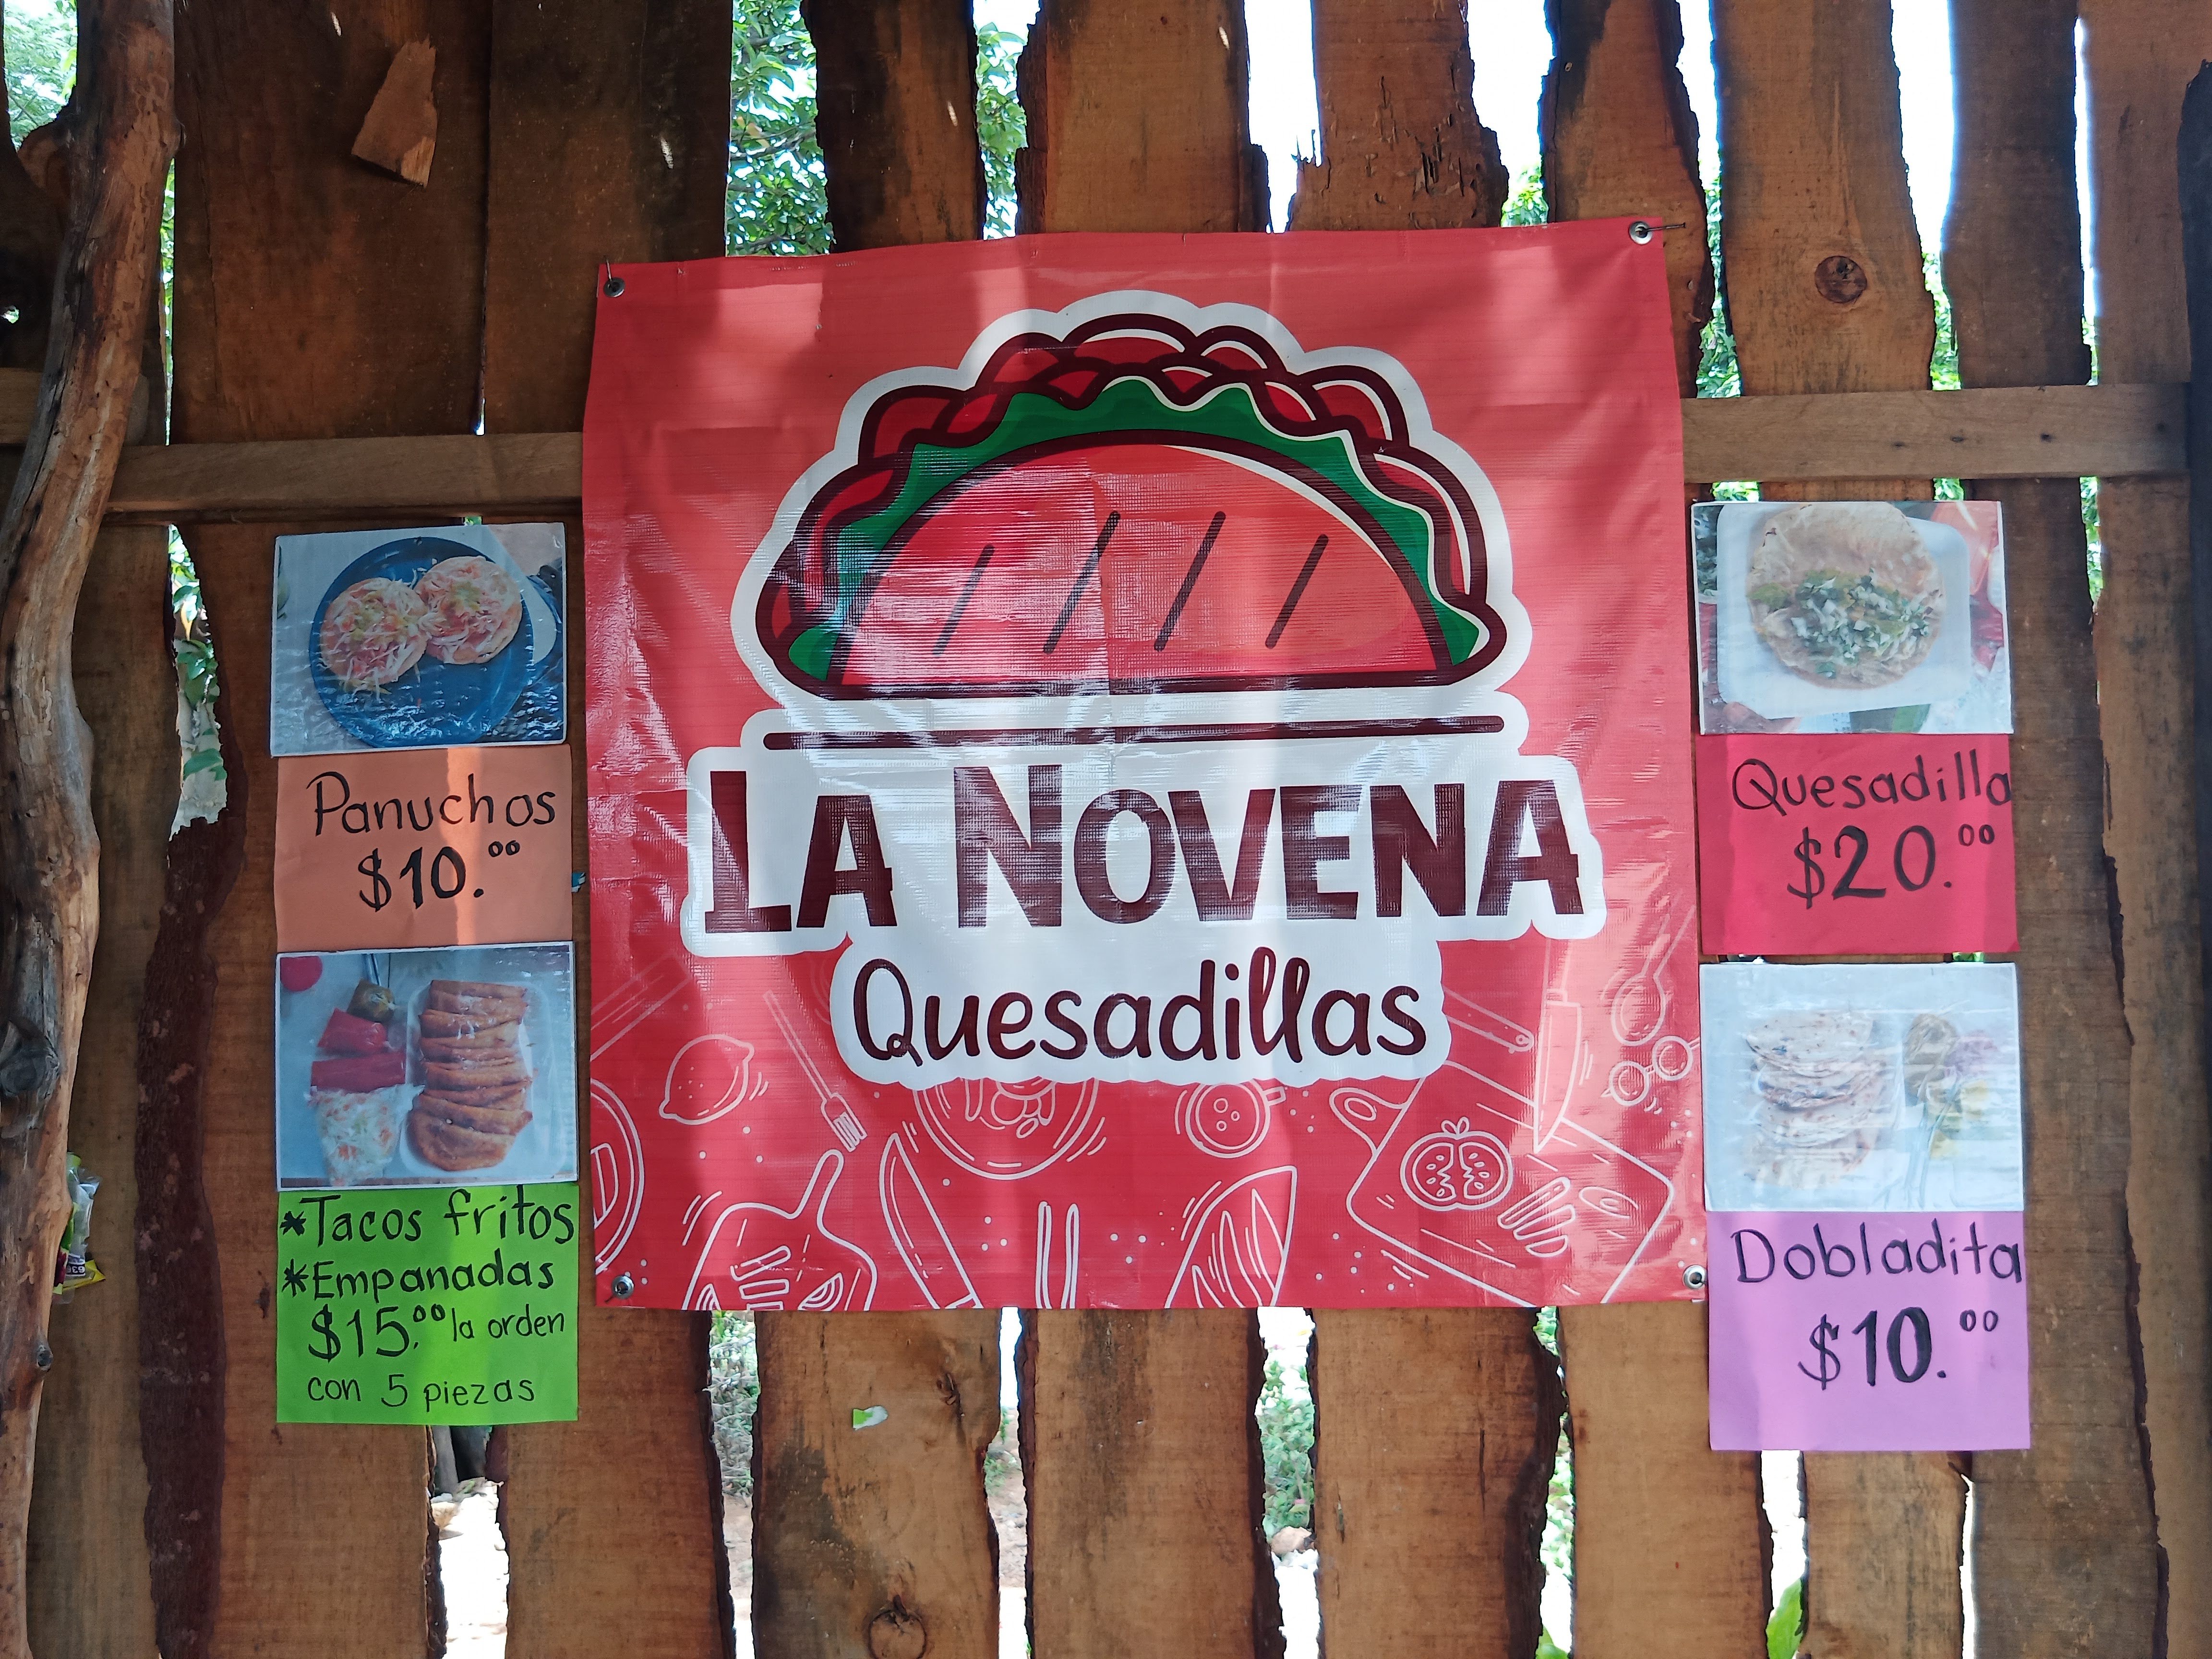 LA NOVENA
Quesadillas
Panuchos
$10.00
*Tacos fritos
*Empanadas
$15.00 la orden
con 5 piezas
Quesadilla
$20.00
Dobladita
$10.00